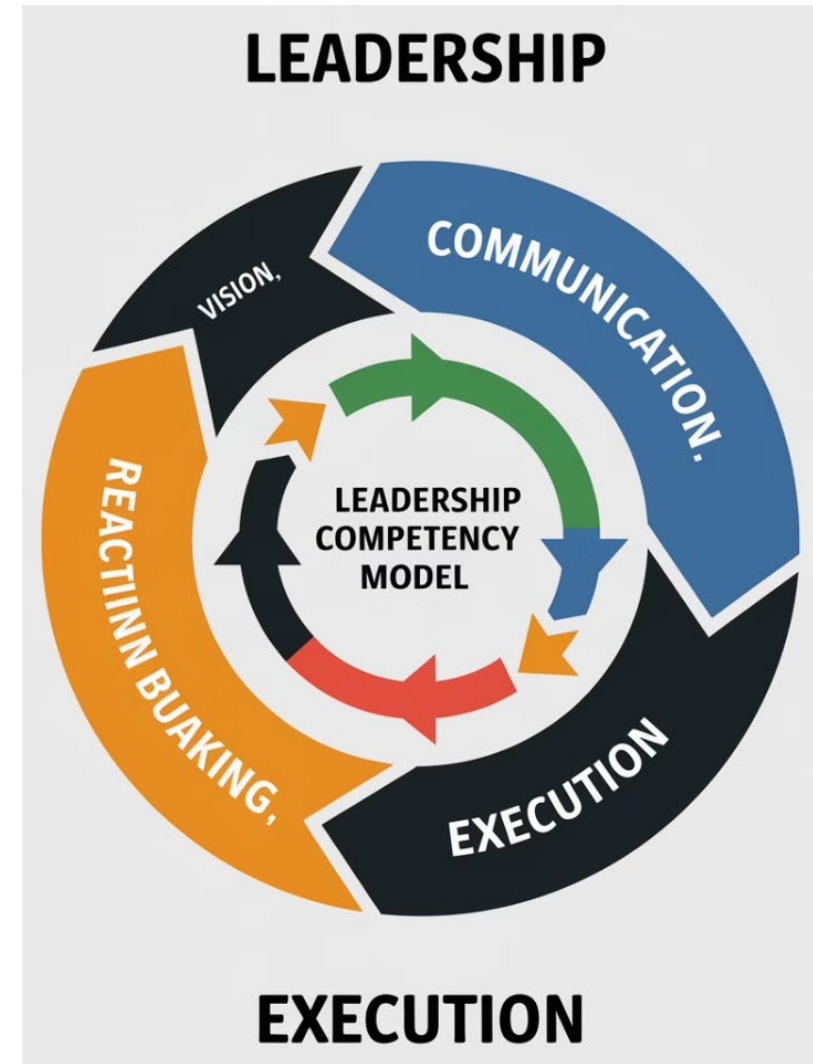 LEADERSHIP
VISION,
COMMUNICATION.
LEADERSHIP
COMPETENCY
MODEL
REACTIINN BUAKING,
EXECUTION
EXECUTION